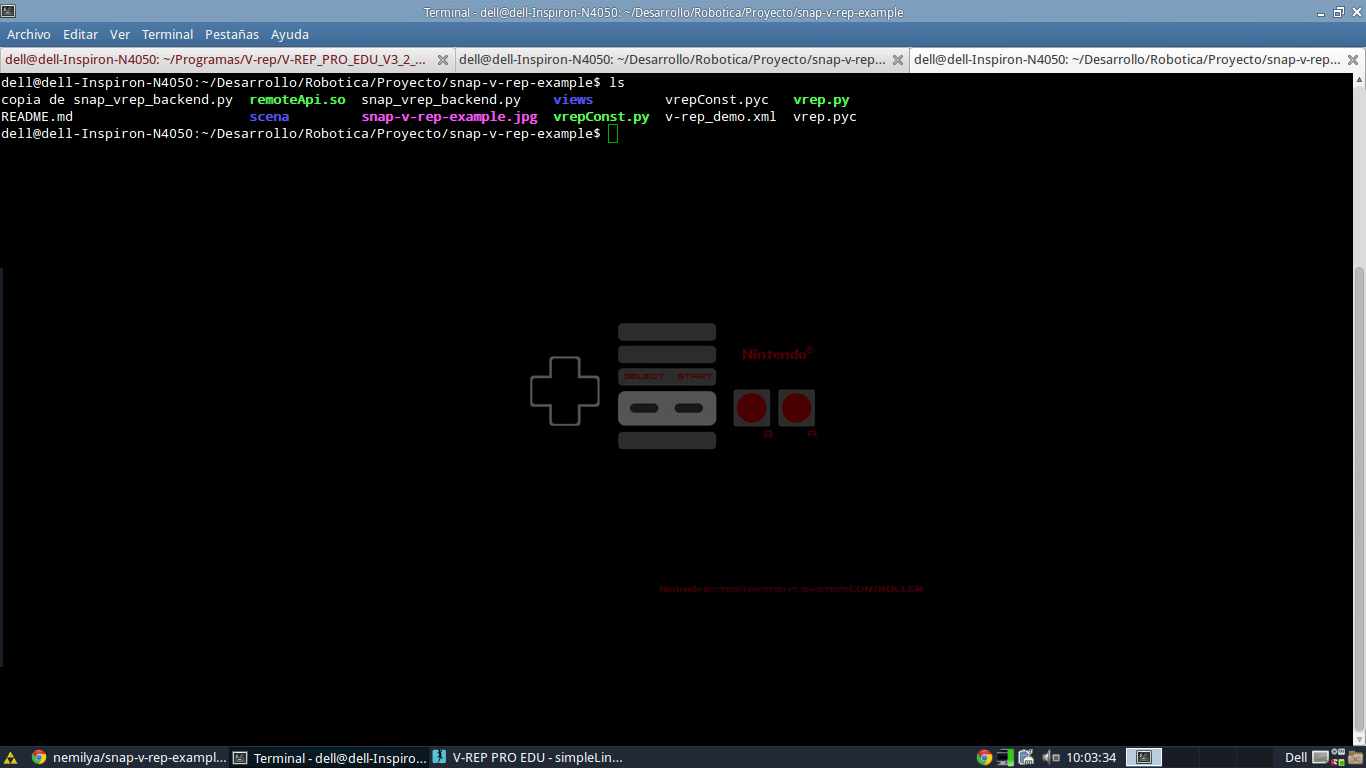 Terminal - dell@dell-Inspiron-N4050: ~/Desarrollo/Robotica/Proyecto/snap-v-rep-example
Archivo Editar Ver Terminal Pestañas Ayuda
dell@dell-Inspiron-N4050: ~/Programas/V-rep/V-REP_PRO_EDU_V3_2_... dell@dell-Inspiron-N4050: ~/Desarrollo/Robotica/Proyecto/snap-v-rep... dell@dell-Inspiron-N4050: ~/Desarrollo/Robotica/Proyecto/snap-v-rep...
dell@dell-Inspiron-N4050:~/Desarrollo/Robotica/Proyecto/snap-v-rep-example$ ls
copia de snap_vrep_backend.py remoteApi.so snap_vrep_backend.py views vrepConst.pyc vrep.py
README.md scena snap-v-rep-example.jpg vrepConst.py v-rep_demo.xml vrep.pyc
dell@dell-Inspiron-N4050:~/Desarrollo/Robotica/Proyecto/snap-v-rep-example$
Nintendo®
SELECT START
B A
Nintendo ENTERTAINMENT SYSTEM CONTROLLER
nemilya/snap-v-rep-exampl... Terminal - dell@dell-Inspiro... V-REP PRO EDU - simpleLin... 10:03:34 Dell